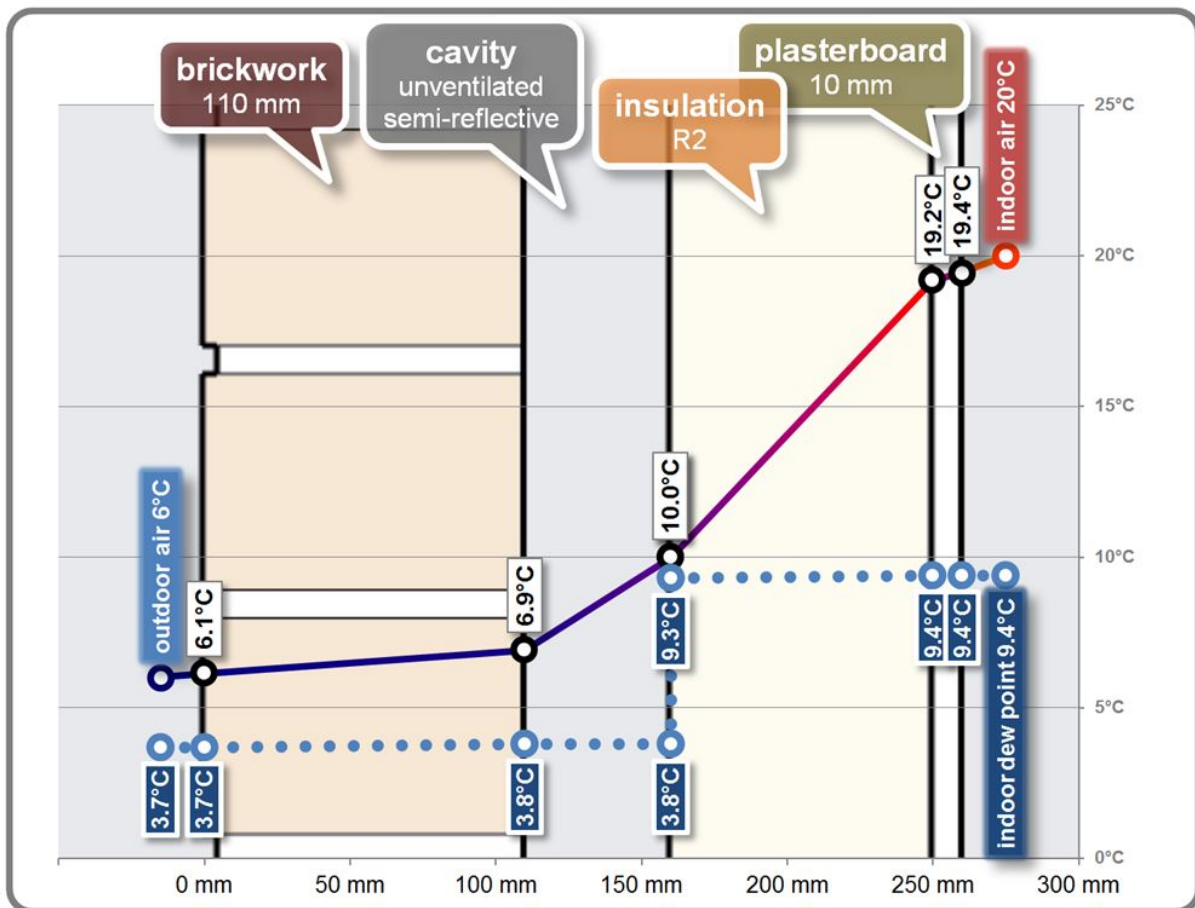 brickwork
110 mm
cavity
unventilated
semi-reflective
insulation
R2
plasterboard
10 mm
indoor air 20°C
25°C
20°C
15°C
10°C
5°C
0°C
outdoor air 6°C
6.1°C
6.9°C
10.0°C
19.2°C
19.4°C
3.7°C
3.7°C
3.8°C
3.8°C
9.3°C
9.4°C
9.4°C
indoor dew point 9.4°C
0 mm
50 mm
100 mm
150 mm
200 mm
250 mm
300 mm